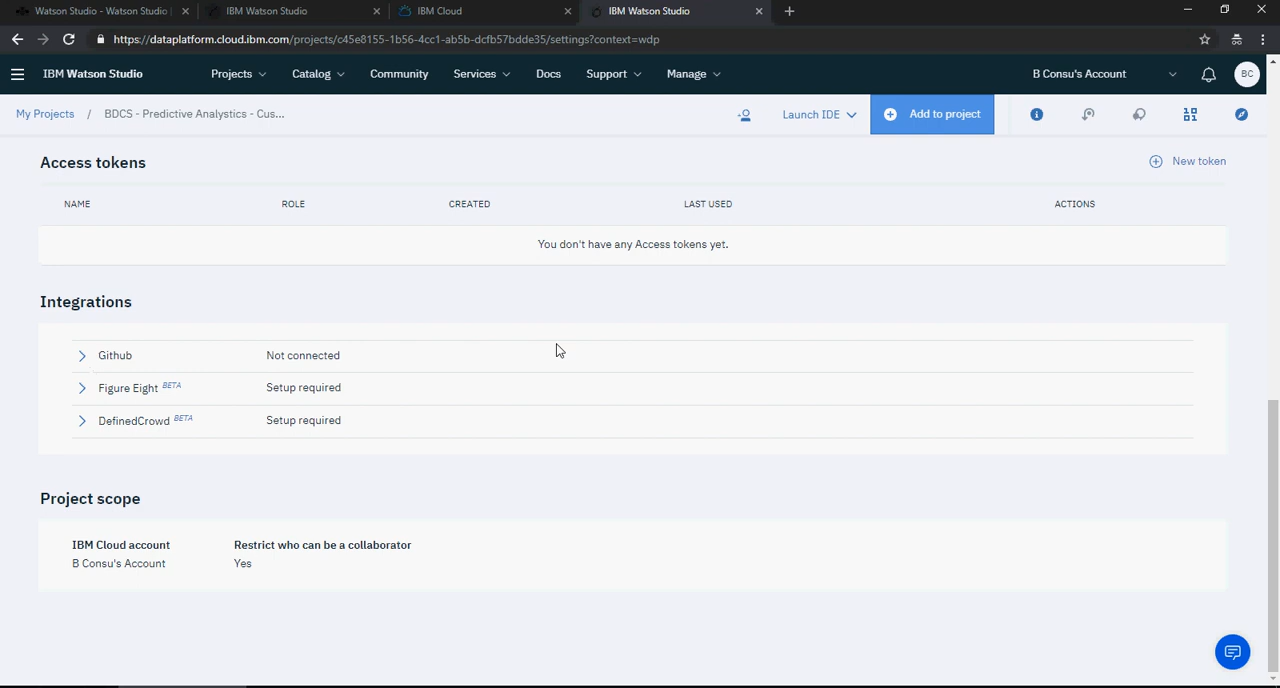 Watson Studio - Watson Studio
IBM Watson Studio
IBM Cloud
IBM Watson Studio
https://dataplatform.cloud.ibm.com/projects/c45e8155-1b56-4cc1-ab5b-dcfb57bdde35/settings?context=wdp
IBM Watson Studio
Projects
Catalog
Community
Services
Docs
Support
Manage
B Consu's Account
BC
My Projects / BDCS - Predictive Analystics - Cus...
Launch IDE
Add to project
Access tokens
New token
NAME ROLE CREATED LAST USED ACTIONS
You don't have any Access tokens yet.
Integrations
Github Not connected
Figure Eight BETA Setup required
DefinedCrowd BETA Setup required
Project scope
IBM Cloud account Restrict who can be a collaborator
B Consu's Account Yes